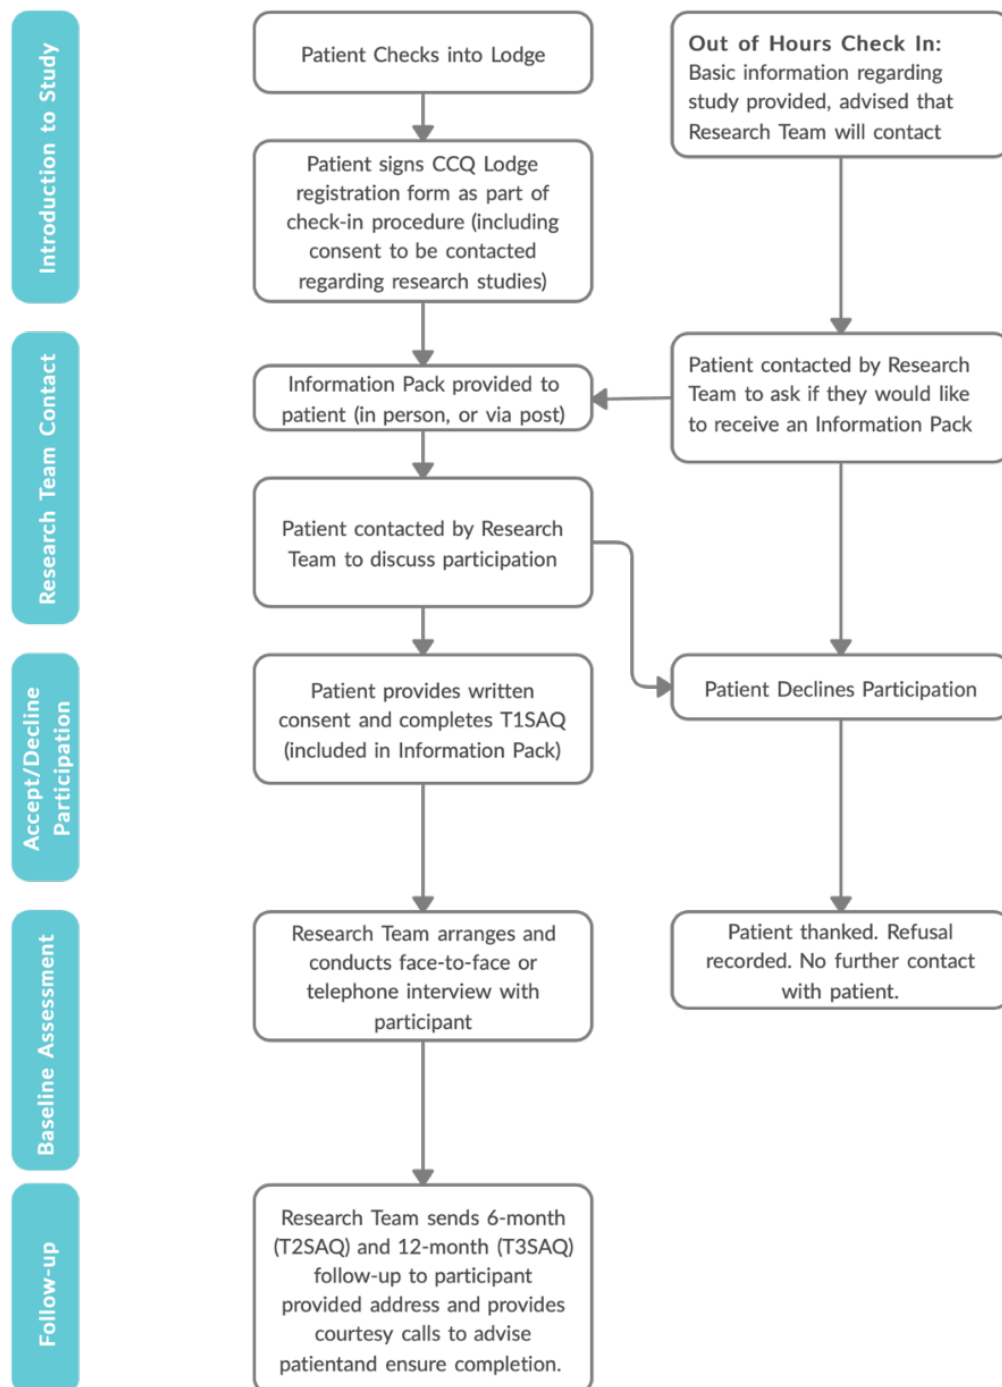 Introduction to Study
Patient Checks into Lodge
Out of Hours Check In:
Basic information regarding
study provided, advised that
Research Team will contact
Patient signs CCQ Lodge
registration form as part of
check-in procedure (including
consent to be contacted
regarding research studies)
Research Team Contact
Information Pack provided to
patient (in person, or via post)
Patient contacted by Research
Team to ask if they would like
to receive an Information Pack
Patient contacted by Research
Team to discuss participation
Accept/Decline
Participation
Patient provides written
consent and completes T1SAQ
(included in Information Pack)
Patient Declines Participation
Baseline Assessment
Research Team arranges and
conducts face-to-face or
telephone interview with
participant
Patient thanked. Refusal
recorded. No further contact
with patient.
Follow-up
Research Team sends 6-month
(T2SAQ) and 12-month (T3SAQ)
follow-up to participant
provided address and provides
courtesy calls to advise
patientand ensure completion.